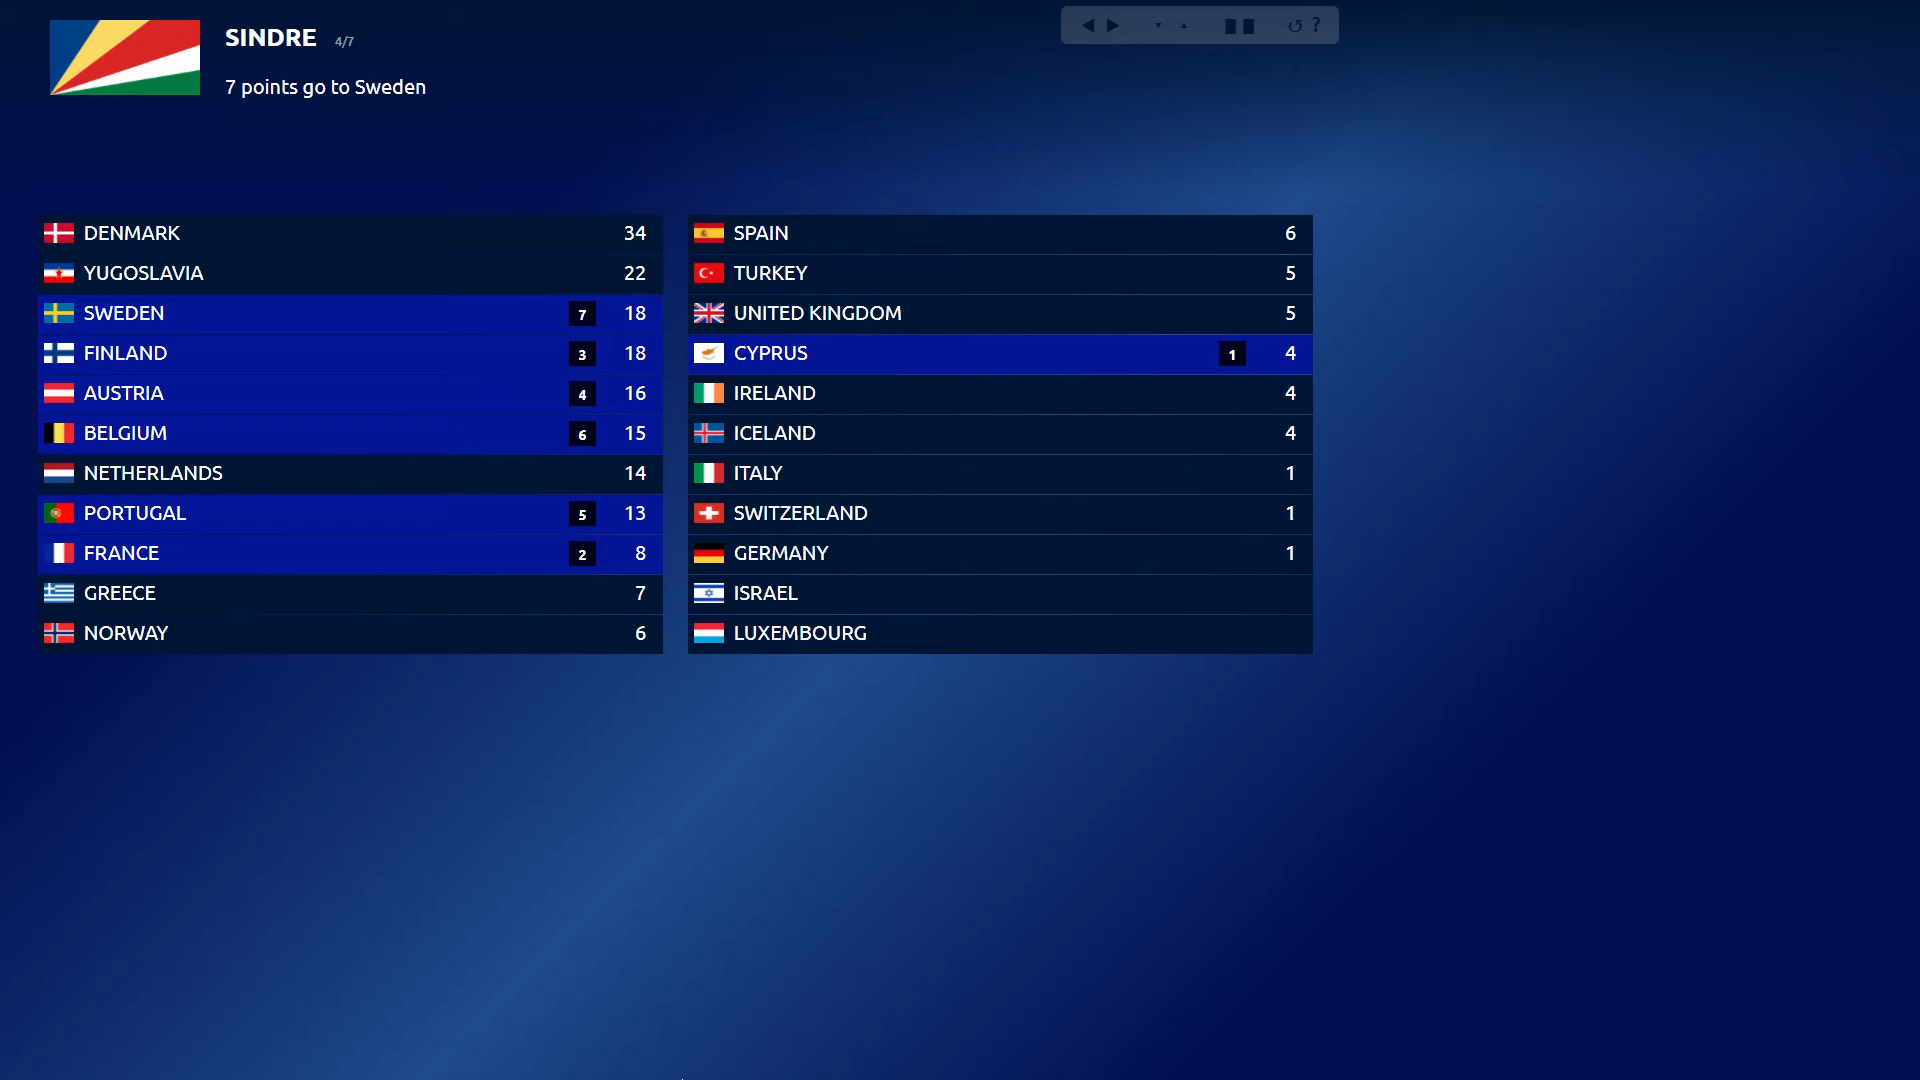 SINDRE 4/7
7 points go to Sweden
DENMARK 34
YUGOSLAVIA 22
SWEDEN 7 18
FINLAND 3 18
AUSTRIA 4 16
BELGIUM 6 15
NETHERLANDS 14
PORTUGAL 5 13
FRANCE 2 8
GREECE 7
NORWAY 6
SPAIN 6
TURKEY 5
UNITED KINGDOM 5
CYPRUS 1 4
IRELAND 4
ICELAND 4
ITALY 1
SWITZERLAND 1
GERMANY 1
ISRAEL
LUXEMBOURG